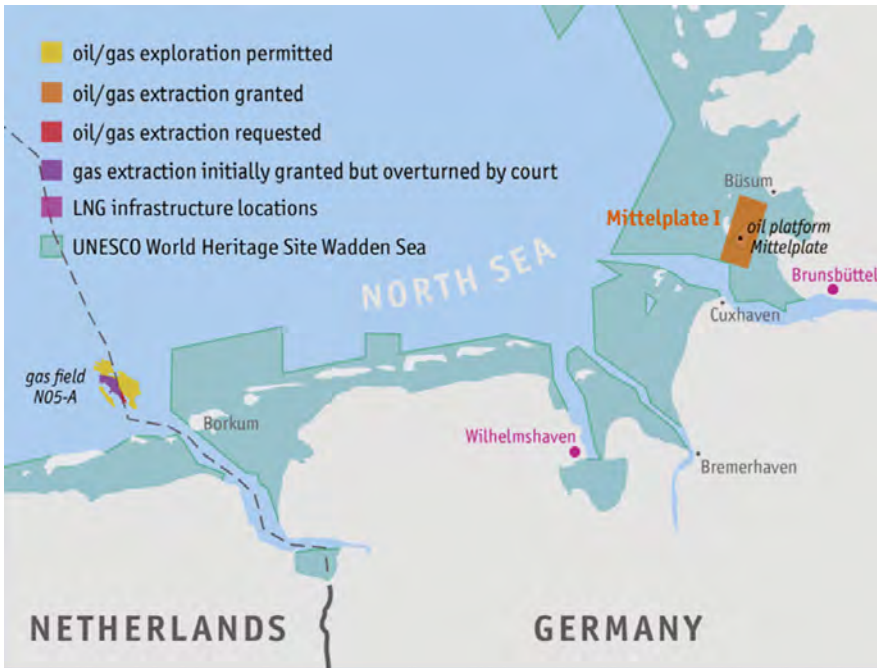 oil/gas exploration permitted
oil/gas extraction granted
oil/gas extraction requested
gas extraction initially granted but overturned by court
LNG infrastructure locations
UNESCO World Heritage Site Wadden Sea
NORTH SEA
Büsum
Mittelplate I
oil platform
Mittelplate
Brunsbüttel
Cuxhaven
gas field
N05-A
Borkum
Wilhelmshaven
Bremerhaven
NETHERLANDS
GERMANY